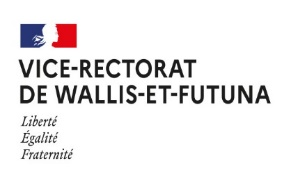 VICE-RECTORAT
DE WALLIS-ET-FUTUNA
Liberté
Égalité
Fraternité